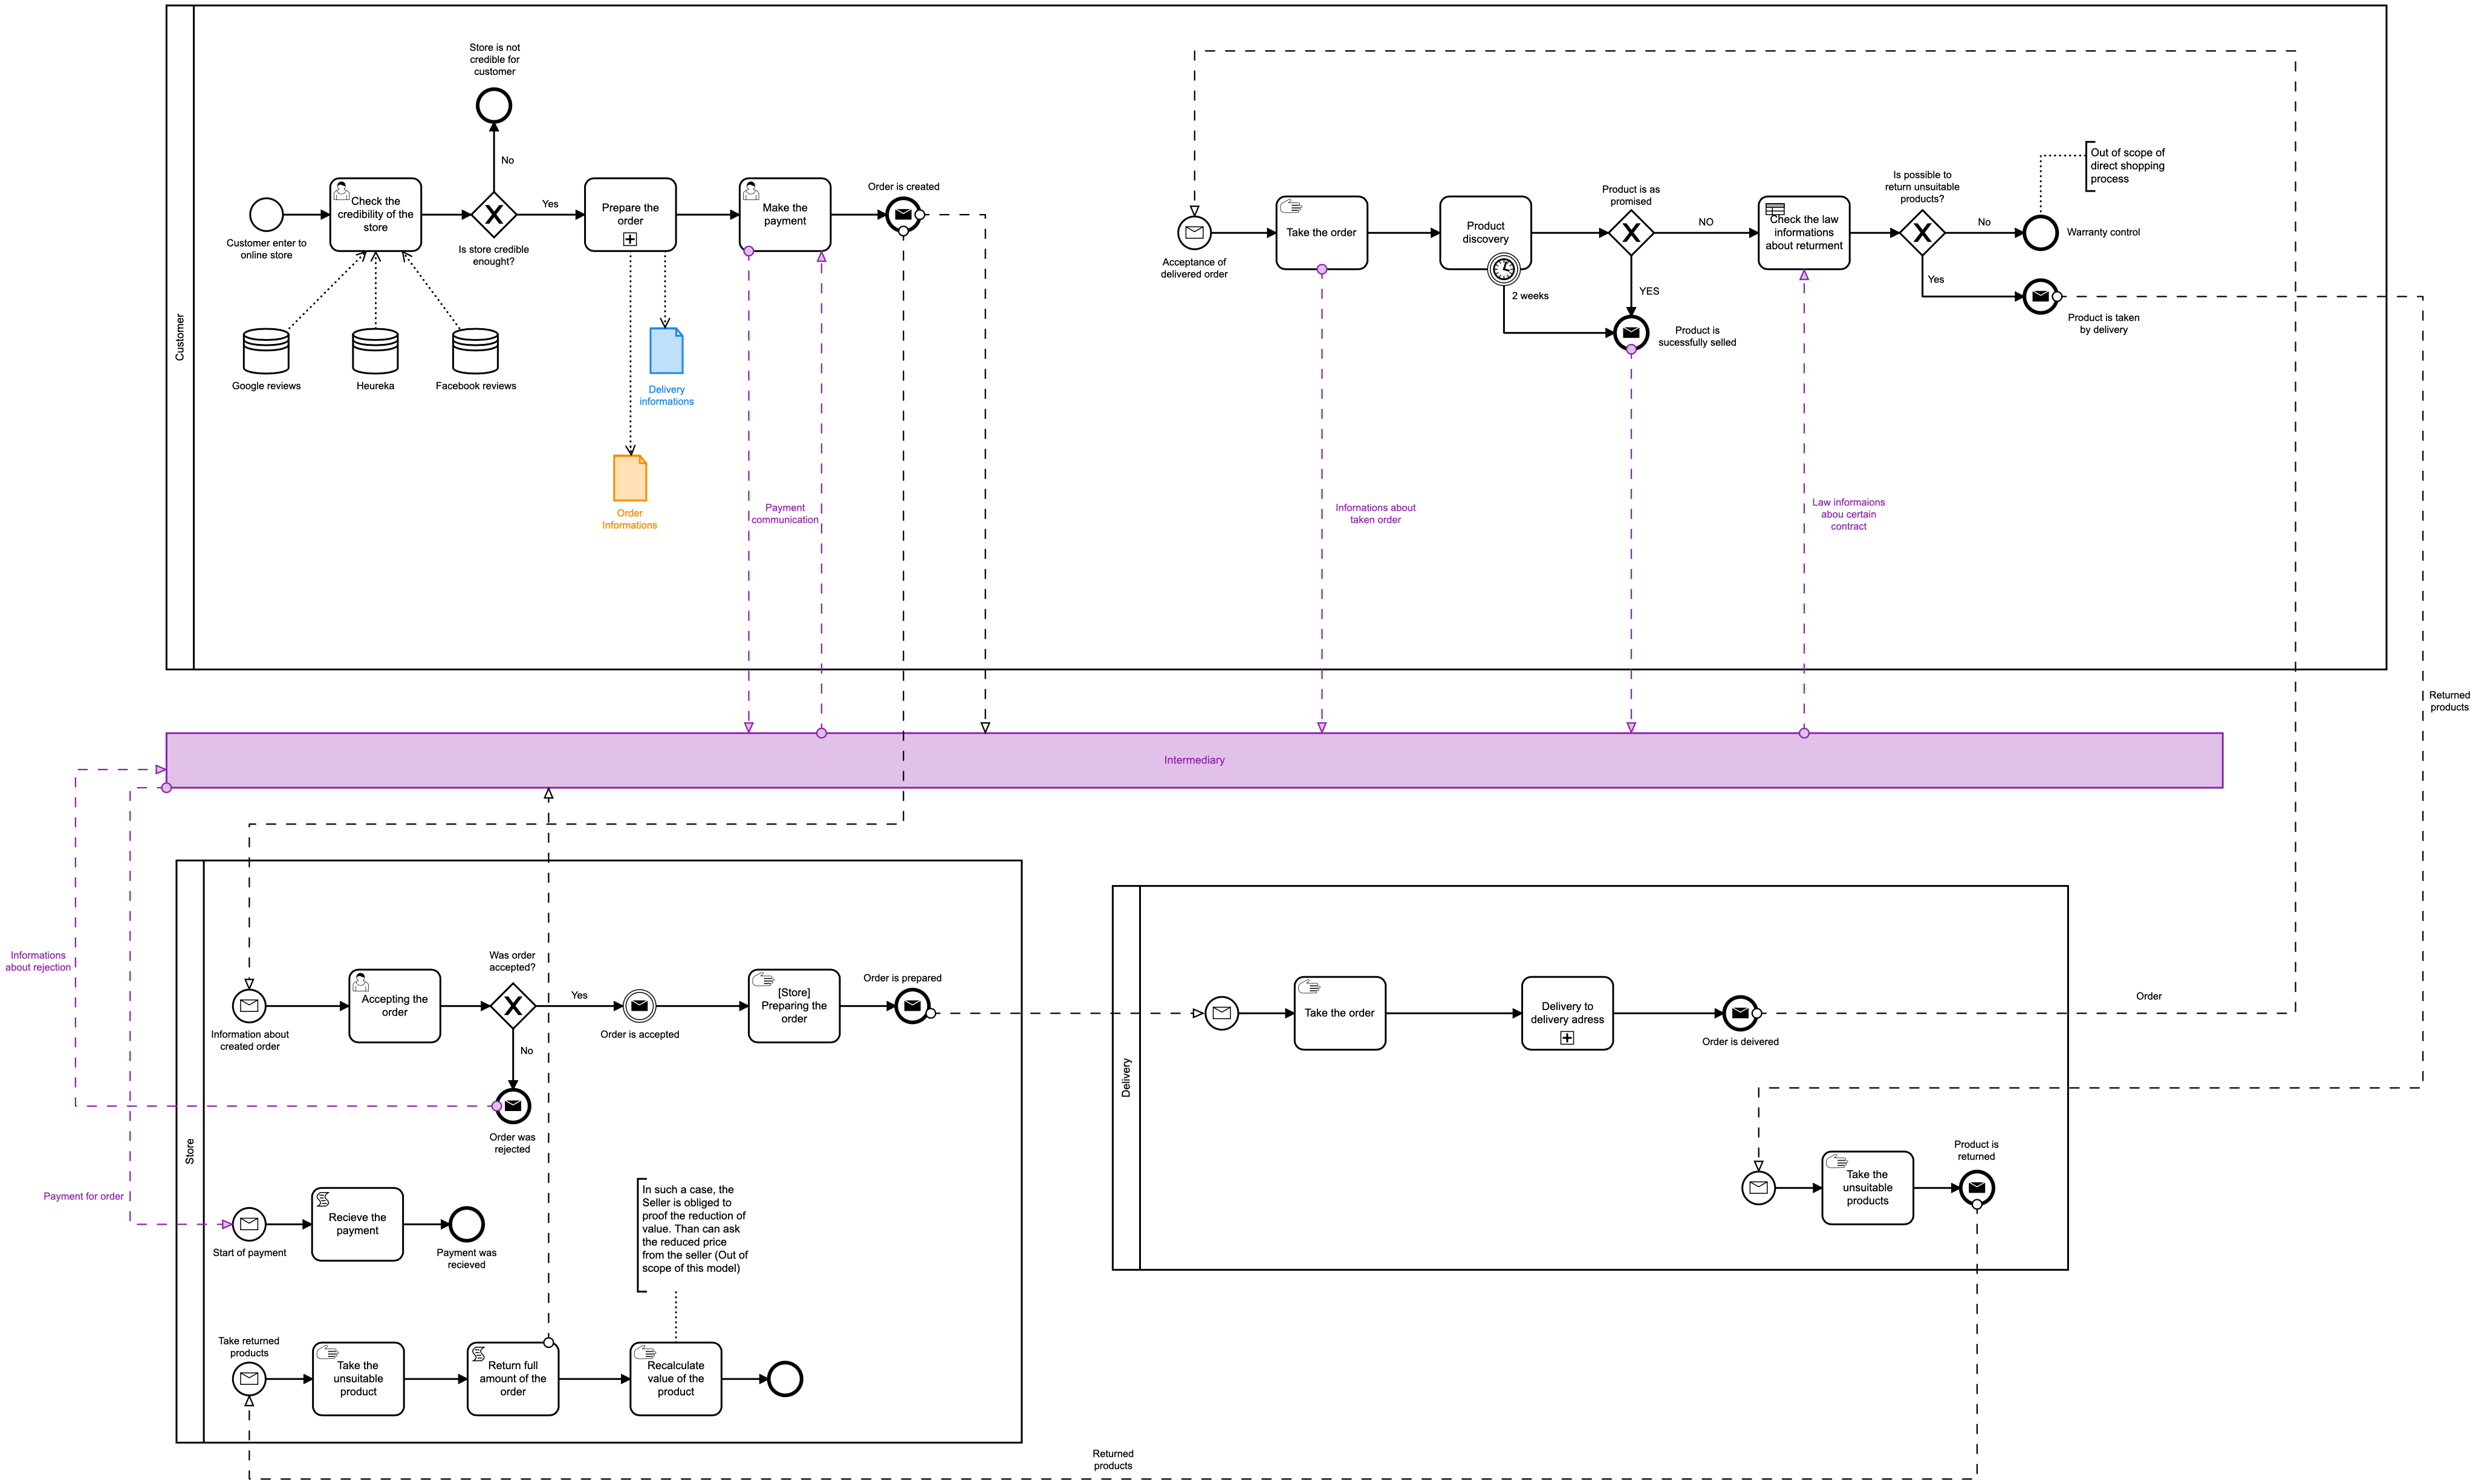 Store is not
credible for
customer
Out of scope of
direct shopping
process
No
Is possible to
return unsuitable
products?
Order is created
Product is as
promised
Check the
credibility of the
store
Yes
Prepare the
order
Make the
payment
Take the order
Product
discovery
NO
Check the law
informations
about returment
No
Warranty control
Customer enter to
online store
Is store credible
enought?
Acceptance of
delivered order
2 weeks
YES
Yes
Product is
sucessfully selled
Product is taken
by delivery
Customer
Google reviews
Heureka
Facebook reviews
Delivery
informations
Order
Informations
Payment
communication
Infornations about
taken order
Law informaions
abou certain
contract
Returned
products
Intermediary
Informations
about rejection
Was order
accepted?
Order is prepared
Accepting the
order
Yes
[Store]
Preparing the
order
Information about
created order
Order is accepted
No
Order was
rejected
Store
Delivery
Take the order
Delivery to
delivery adress
Order is deivered
Order
Product is
returned
Take the
unsuitable
products
Payment for order
Recieve the
payment
Start of payment
Payment was
recieved
In such a case, the
Seller is obliged to
proof the reduction of
value. Than can ask
the reduced price
from the seller (Out of
scope of this model)
Take returned
products
Take the
unsuitable
product
Return full
amount of the
order
Recalculate
value of the
product
Returned
products